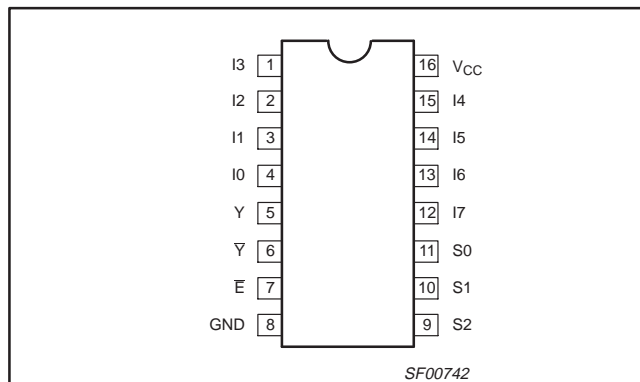 I3 1 16 VCC
I2 2 15 I4
I1 3 14 I5
I0 4 13 I6
Y 5 12 I7
Y̅ 6 11 S0
E̅ 7 10 S1
GND 8 9 S2
SF00742